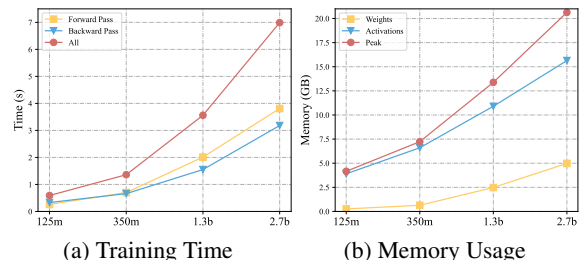 Forward Pass
Backward Pass
All
Time (s)
7
6
5
4
3
2
1
0
125m 350m 1.3b 2.7b
(a) Training Time
Weights
Activations
Peak
Memory (GB)
20.0
17.5
15.0
12.5
10.0
7.5
5.0
2.5
0.0
125m 350m 1.3b 2.7b
(b) Memory Usage